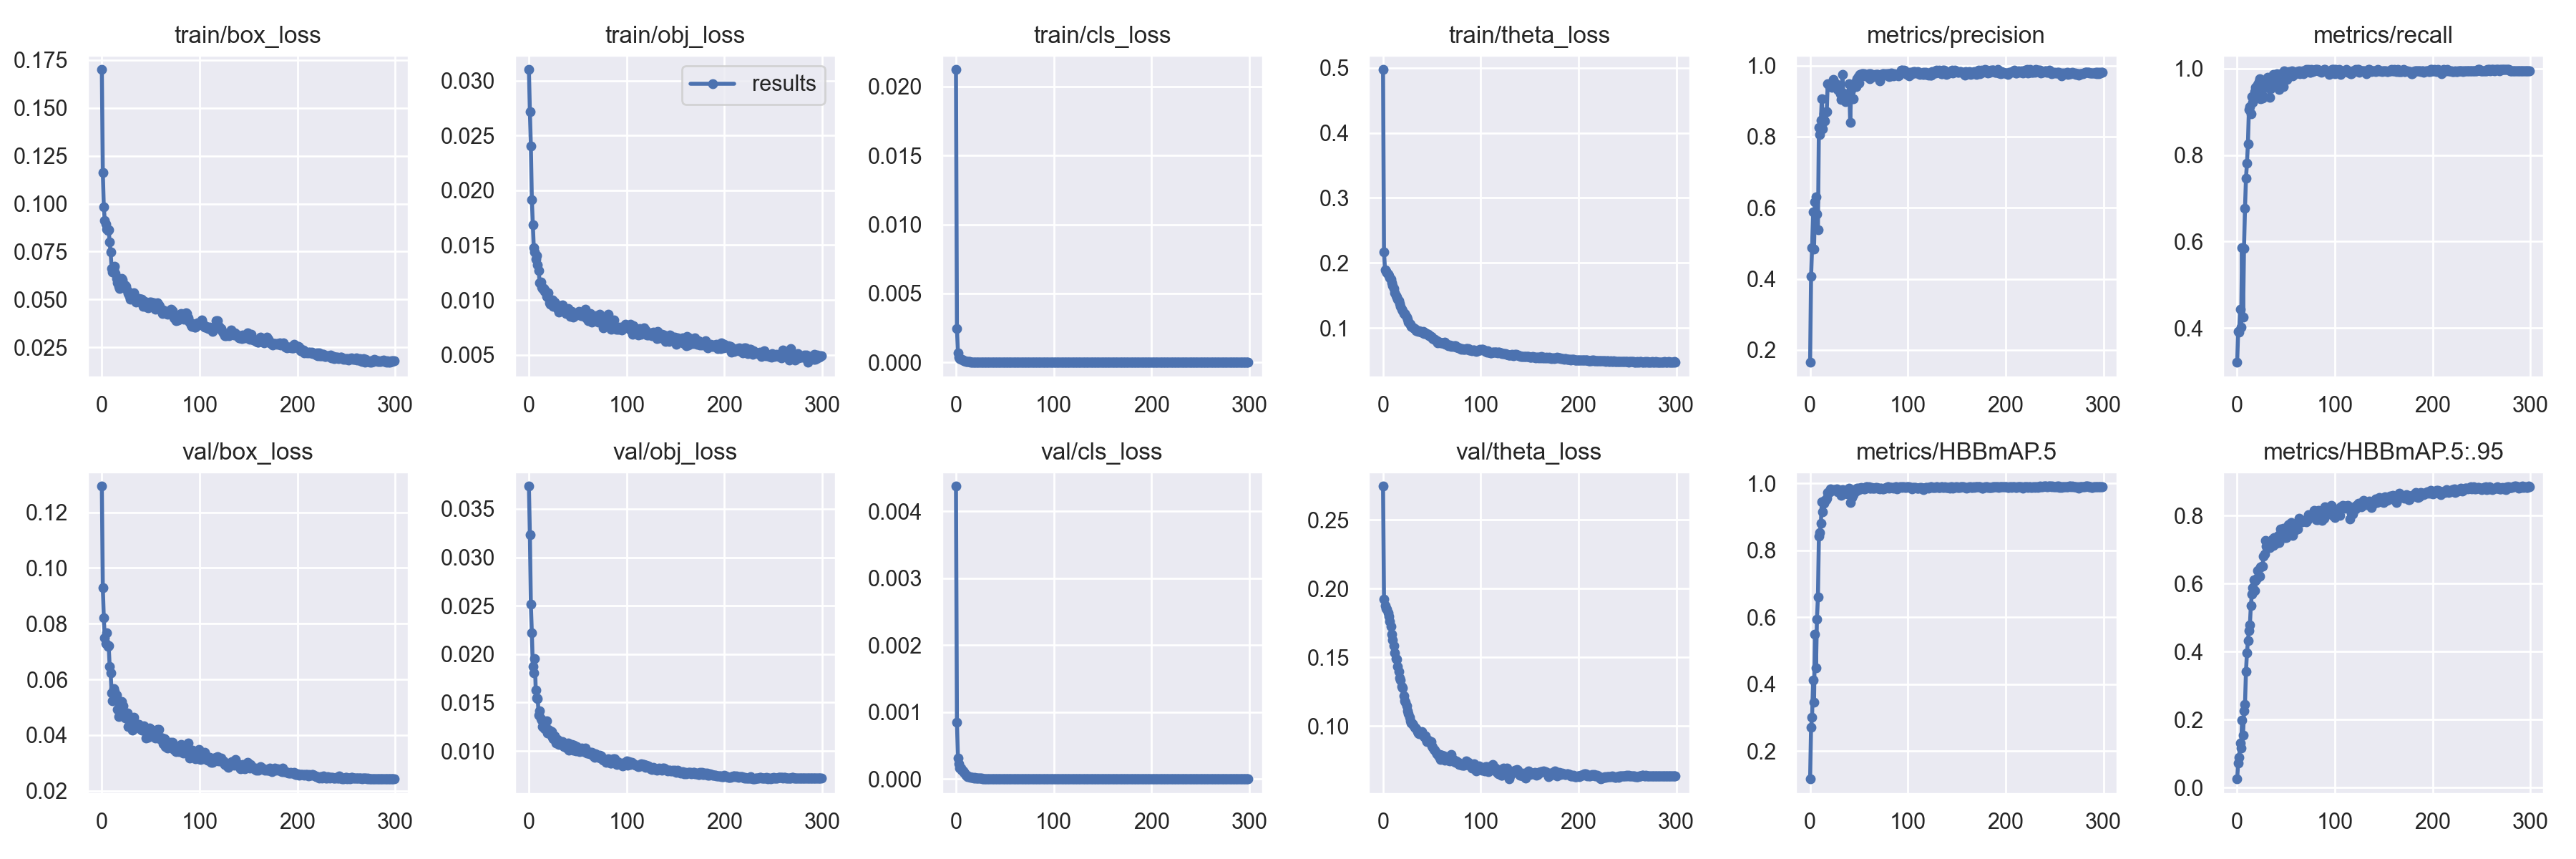 train/box_loss
0.175
0.150
0.125
0.100
0.075
0.050
0.025
0 100 200 300
train/obj_loss
results
0.030
0.025
0.020
0.015
0.010
0.005
0 100 200 300
train/cls_loss
0.020
0.015
0.010
0.005
0.000
0 100 200 300
train/theta_loss
0.5
0.4
0.3
0.2
0.1
0 100 200 300
metrics/precision
1.0
0.8
0.6
0.4
0.2
0 100 200 300
metrics/recall
1.0
0.8
0.6
0.4
0 100 200 300
val/box_loss
0.12
0.10
0.08
0.06
0.04
0.02
0 100 200 300
val/obj_loss
0.035
0.030
0.025
0.020
0.015
0.010
0 100 200 300
val/cls_loss
0.004
0.003
0.002
0.001
0.000
0 100 200 300
val/theta_loss
0.25
0.20
0.15
0.10
0 100 200 300
metrics/HBBmAP.5
1.0
0.8
0.6
0.4
0.2
0 100 200 300
metrics/HBBmAP.5:.95
0.8
0.6
0.4
0.2
0.0
0 100 200 300